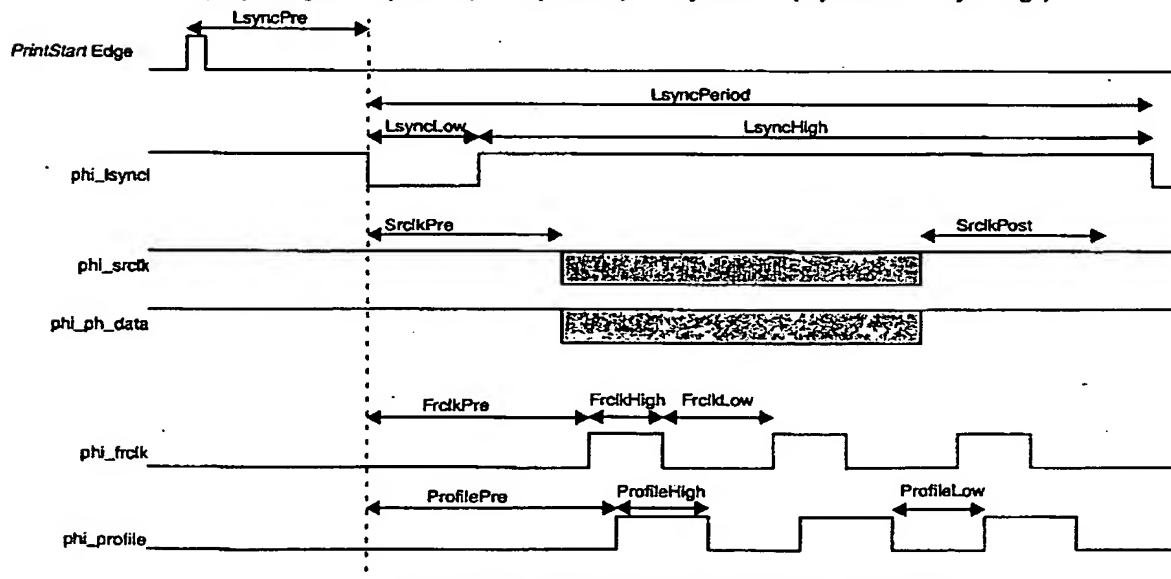 LsyncPre
PrintStart Edge
LsyncPeriod
LsyncLow
LsyncHigh
phi_lsyncl
SrclkPre
SrclkPost
phi_srclk
phi_ph_data
FrclkPre
FrclkHigh
FrclkLow
phi_frclk
ProfilePre
ProfileHigh
ProfileLow
phi_profile